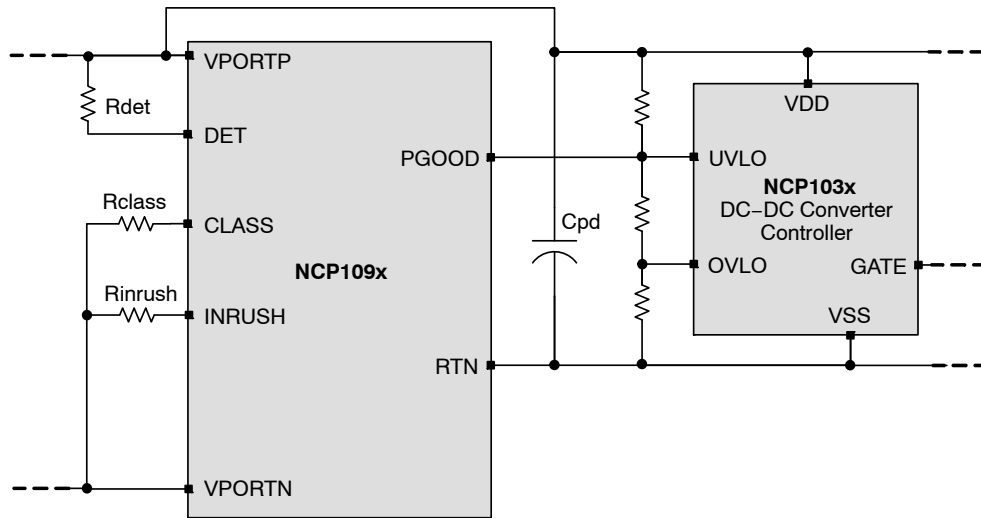 VPORTP
VDD
Rdet
DET
PGOOD
UVLO
NCP103x
DC−DC Converter
Controller
Rclass
CLASS
Cpd
OVLO
GATE
NCP109x
Rinrush
INRUSH
VSS
RTN
VPORTN